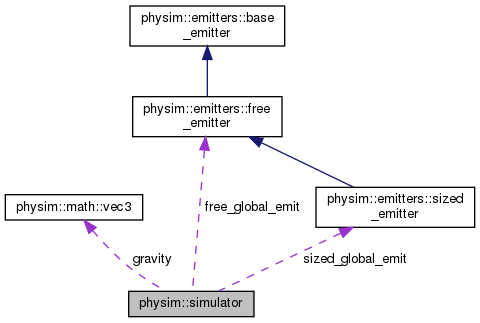 physim::emitters::base
_emitter
physim::emitters::free
_emitter
physim::emitters::sized
_emitter
physim::math::vec3
free_global_emit
gravity
sized_global_emit
physim::simulator